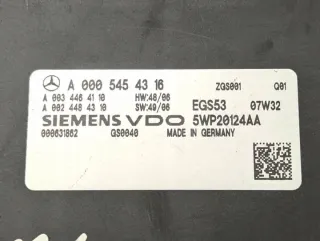 A 000 545 43 16 ZGS001 Q01
A 003 446 41 10 HW:48/06
A 002 448 43 10 SW:49/06 EGS53 07W32
SIEMENS VDO 5WP20124AA
000631862 GS0040 MADE IN GERMANY